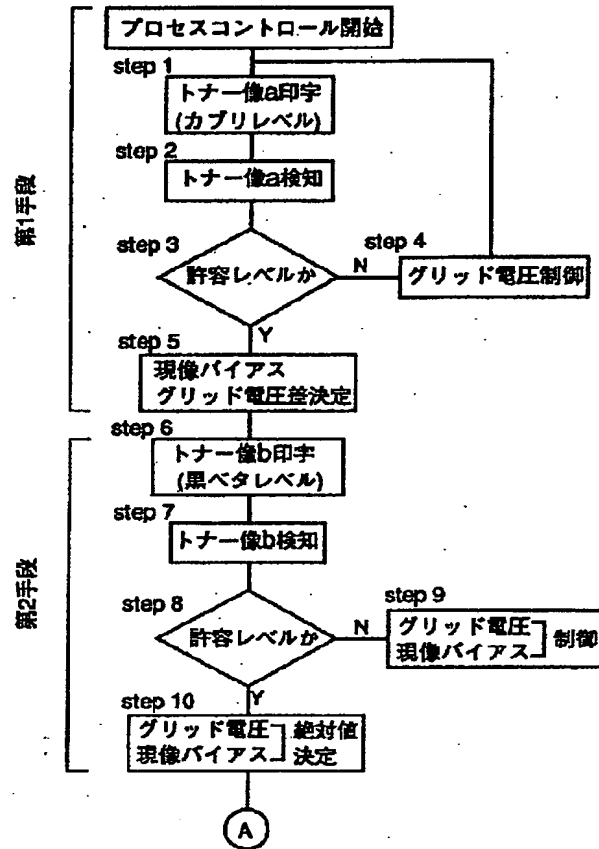 プロセスコントロール開始
step 1
トナー像a印字
(カブリレベル)
step 2
トナー像a検知
第1手段
step 3
許容レベルか
N
step 4
グリッド電圧制御
Y
step 5
現像バイアス
グリッド電圧差決定
step 6
トナー像b印字
(黒ベタレベル)
step 7
トナー像b検知
第2手段
step 8
許容レベルか
N
step 9
グリッド電圧
現像バイアス
制御
Y
step 10
グリッド電圧
現像バイアス
絶対値
決定
A